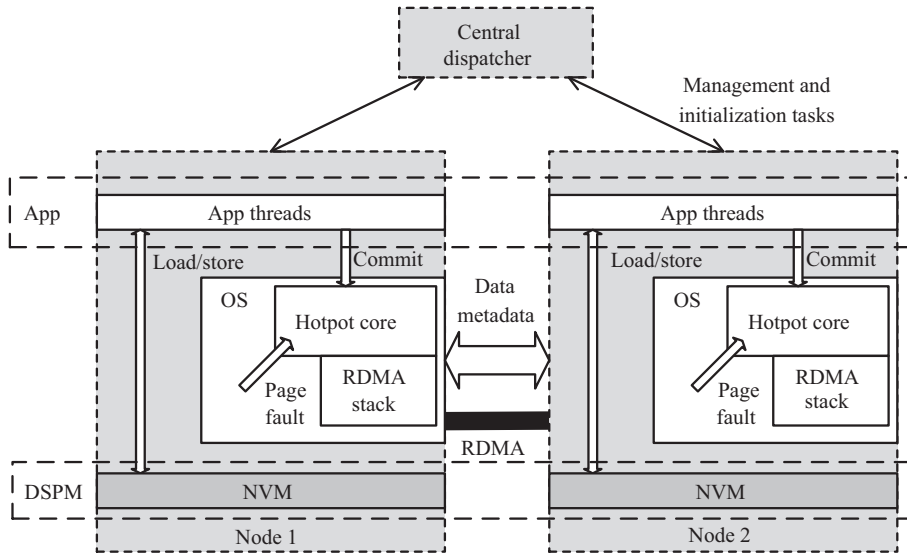 Central
dispatcher
Management and
initialization tasks
App
App threads
App threads
Load/store
Commit
Load/store
Commit
OS
Hotpot core
Page
fault
RDMA
stack
Data
metadata
RDMA
OS
Hotpot core
Page
fault
RDMA
stack
DSPM
NVM
NVM
Node 1
Node 2